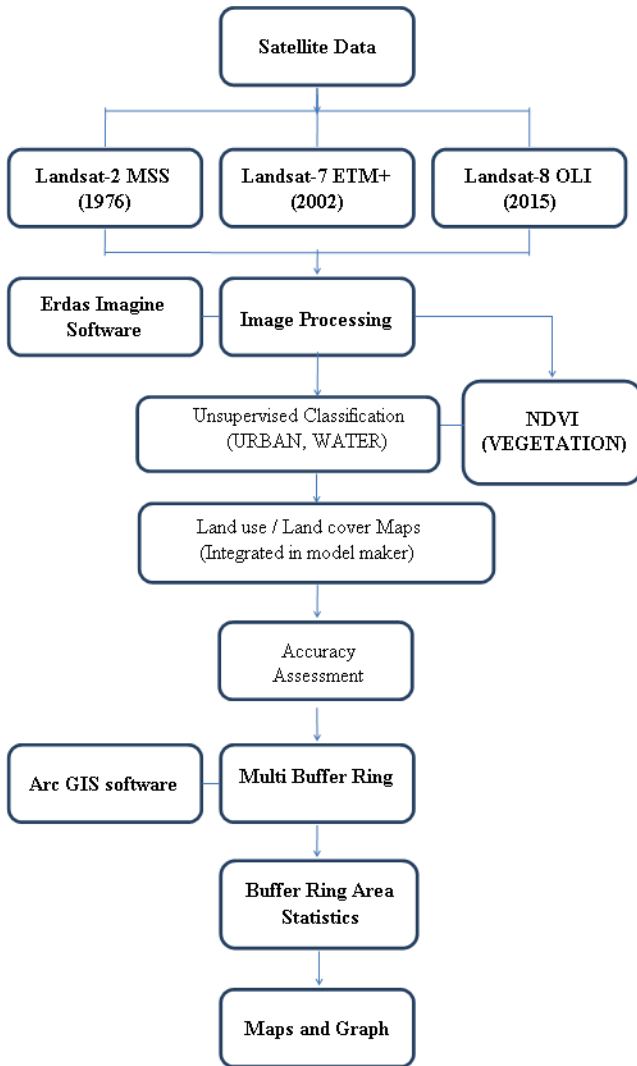 Satellite Data
Landsat-2 MSS
(1976)
Landsat-7 ETM+
(2002)
Landsat-8 OLI
(2015)
Erdas Imagine
Software
Image Processing
Unsupervised Classification
(URBAN, WATER)
NDVI
(VEGETATION)
Land use / Land cover Maps
(Integrated in model maker)
Accuracy
Assessment
Arc GIS software
Multi Buffer Ring
Buffer Ring Area
Statistics
Maps and Graph